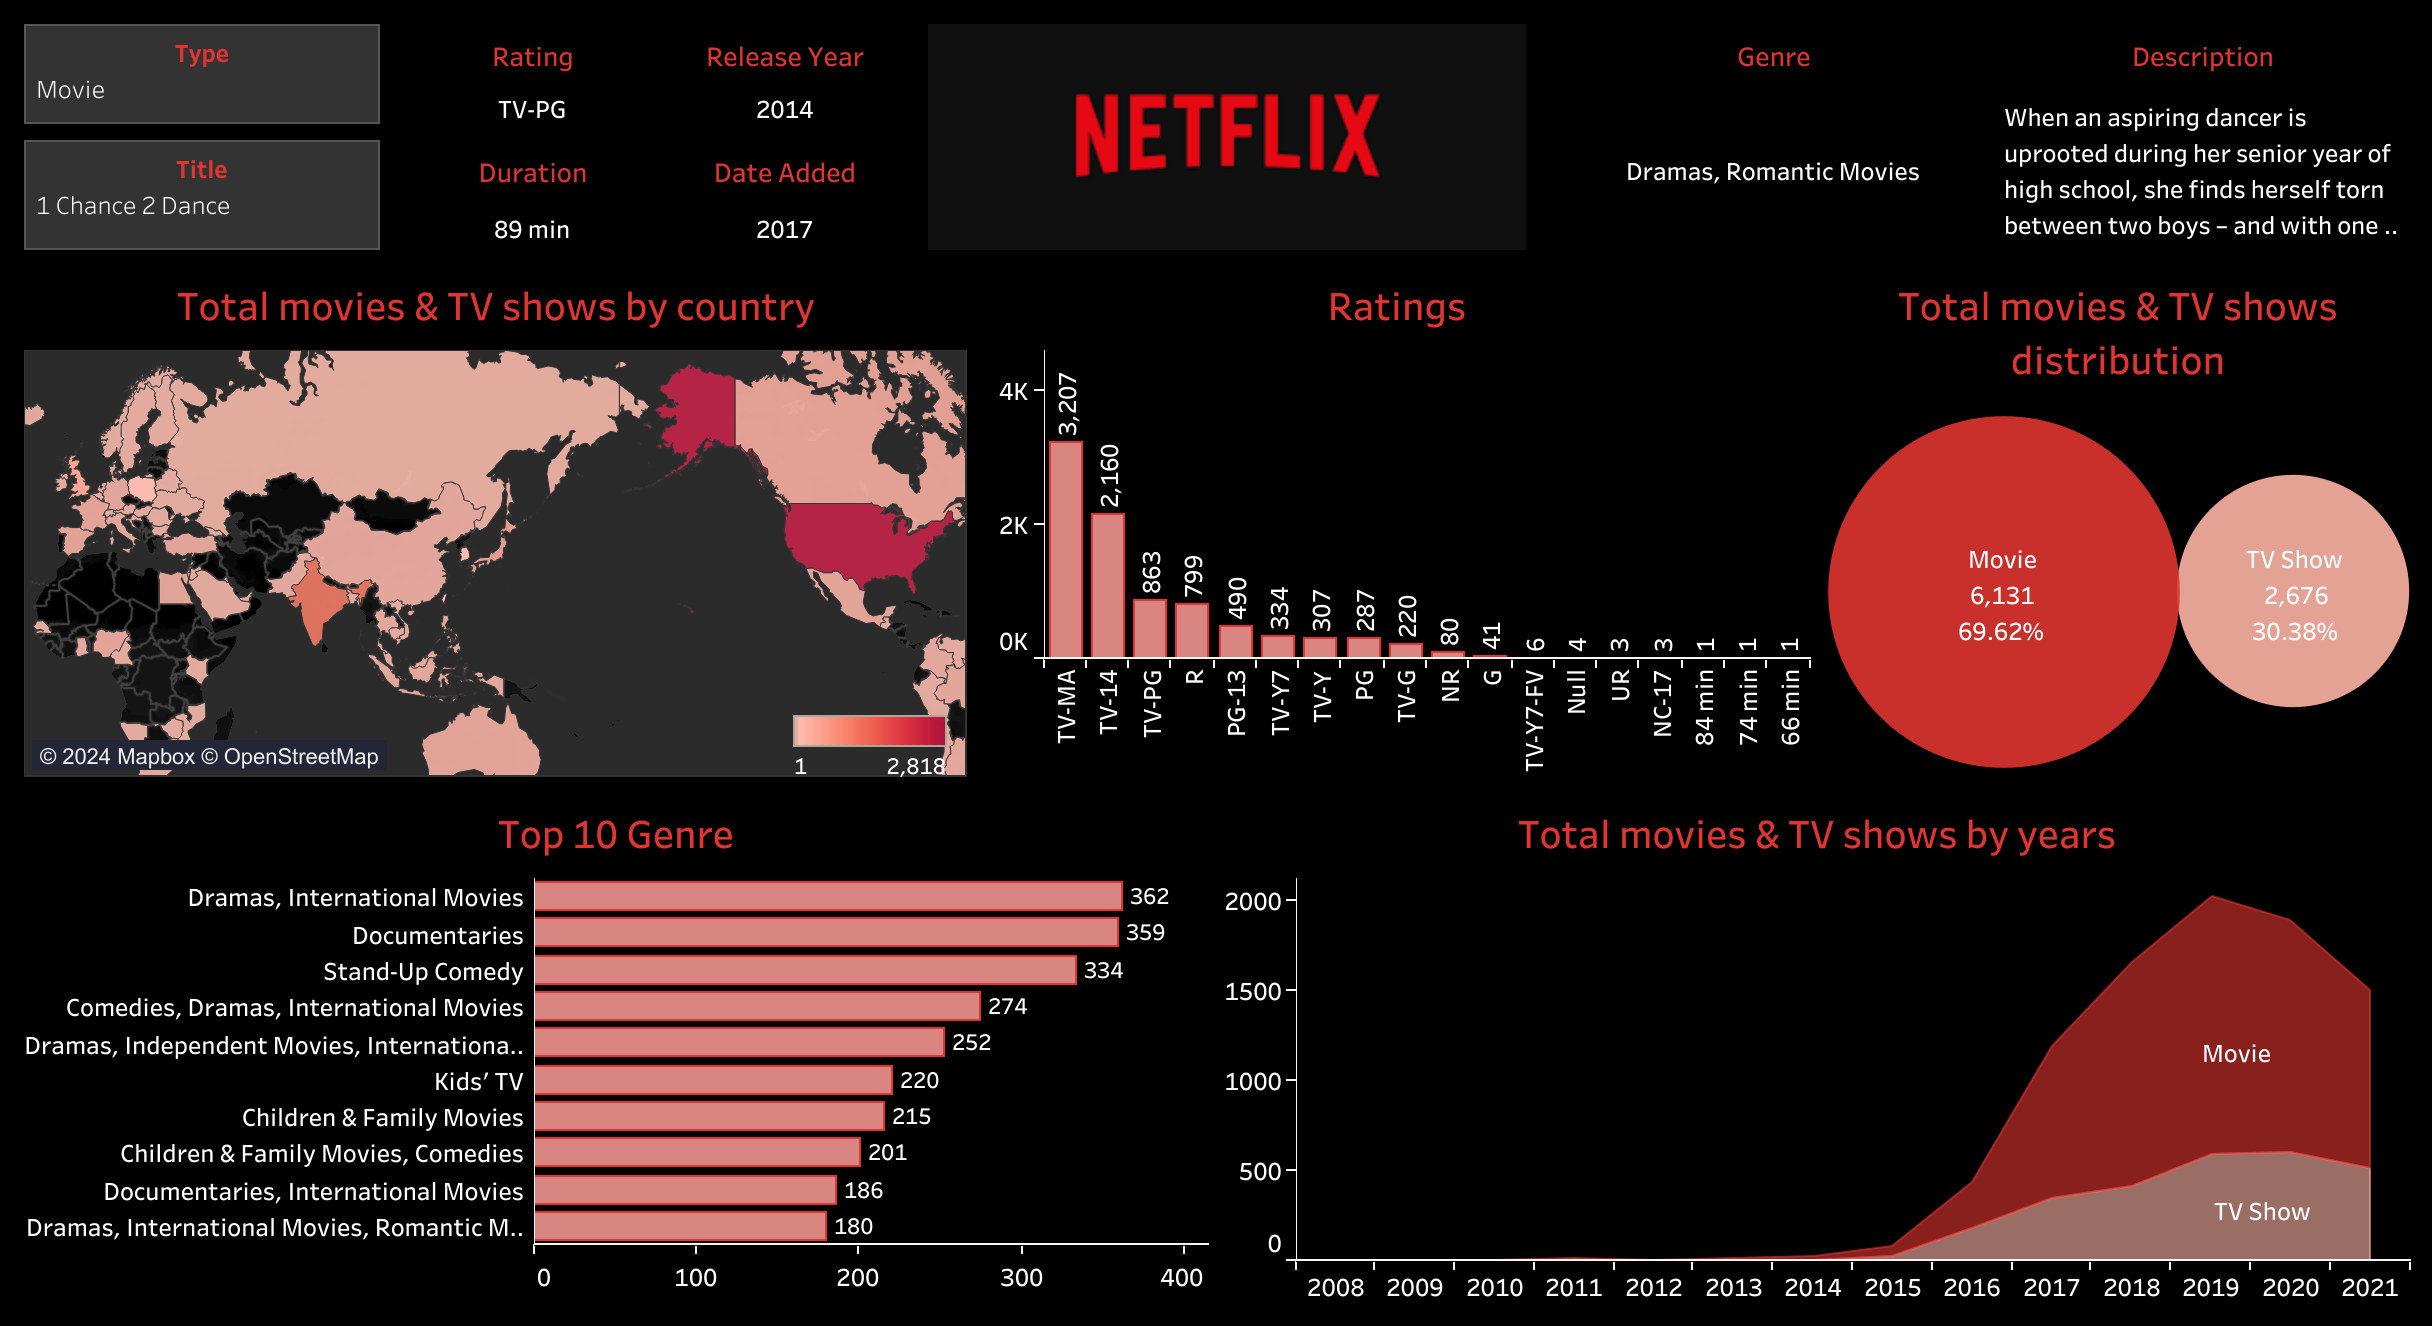 Type
Movie
Title
1 Chance 2 Dance
Rating
TV-PG
Release Year
2014
Duration
89 min
Date Added
2017
NETFLIX
Genre
Dramas, Romantic Movies
Description
When an aspiring dancer is
uprooted during her senior year of
high school, she finds herself torn
between two boys – and with one ..
Total movies & TV shows by country
© 2024 Mapbox © OpenStreetMap
1
2,818
Ratings
4K
2K
0K
3,207
2,160
863
799
490
334
307
287
220
80
41
6
4
3
3
1
1
1
TV-MA
TV-14
TV-PG
R
PG-13
TV-Y7
TV-Y
PG
TV-G
NR
G
TV-Y7-FV
Null
UR
NC-17
84 min
74 min
66 min
Total movies & TV shows
distribution
Movie
6,131
69.62%
TV Show
2,676
30.38%
Top 10 Genre
Dramas, International Movies 362
Documentaries 359
Stand-Up Comedy 334
Comedies, Dramas, International Movies 274
Dramas, Independent Movies, Internationa.. 252
Kids’ TV 220
Children & Family Movies 215
Children & Family Movies, Comedies 201
Documentaries, International Movies 186
Dramas, International Movies, Romantic M.. 180
0 100 200 300 400
Total movies & TV shows by years
2000
1500
1000
500
0
Movie
TV Show
2008 2009 2010 2011 2012 2013 2014 2015 2016 2017 2018 2019 2020 2021